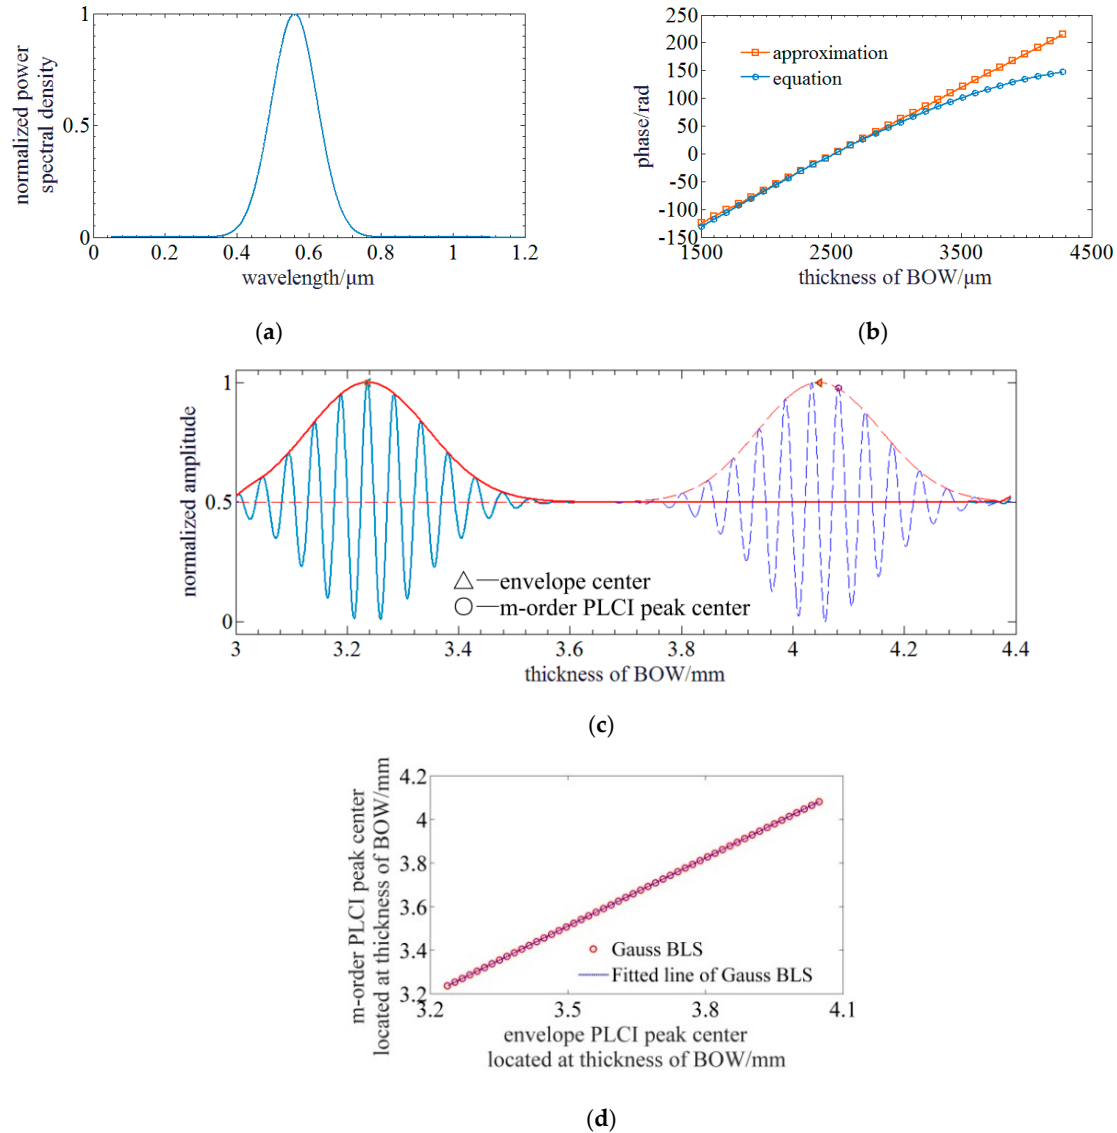 normalized power
spectral density
1
0.5
0
0
0.2
0.4
0.6
0.8
1
1.2
wavelength/μm
(a)
phase/rad
250
200
150
100
50
0
-50
-100
-150
approximation
equation
1500
2500
3500
4500
thickness of BOW/μm
(b)
normalized amplitude
1
0.5
0
envelope center
m-order PLCI peak center
3
3.2
3.4
3.6
3.8
4
4.2
4.4
thickness of BOW/mm
(c)
m-order PLCI peak center
located at thickness of BOW/mm
4.2
4
3.8
3.6
3.4
3.2
Gauss BLS
Fitted line of Gauss BLS
3.2
3.5
3.8
4.1
envelope PLCI peak center
located at thickness of BOW/mm
(d)